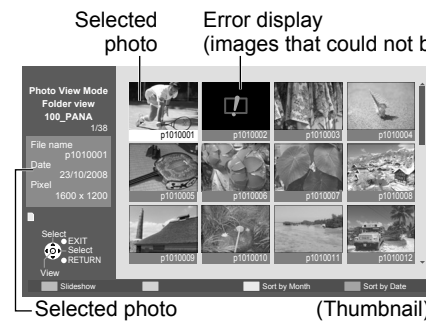 Selected photo
Error display
(images that could not b
Photo View Mode
Folder view
100_PANA
1/38
File name
p1010001
Date
23/10/2008
Pixel
1600 x 1200
Select
EXIT
Select
RETURN
View
p1010001
p1010002
p1010003
p1010004
p1010005
p1010006
p1010007
p1010008
p1010009
p1010010
p1010011
p1010012
Slideshow
Sort by Month
Sort by Date
Selected photo
(Thumbnail)